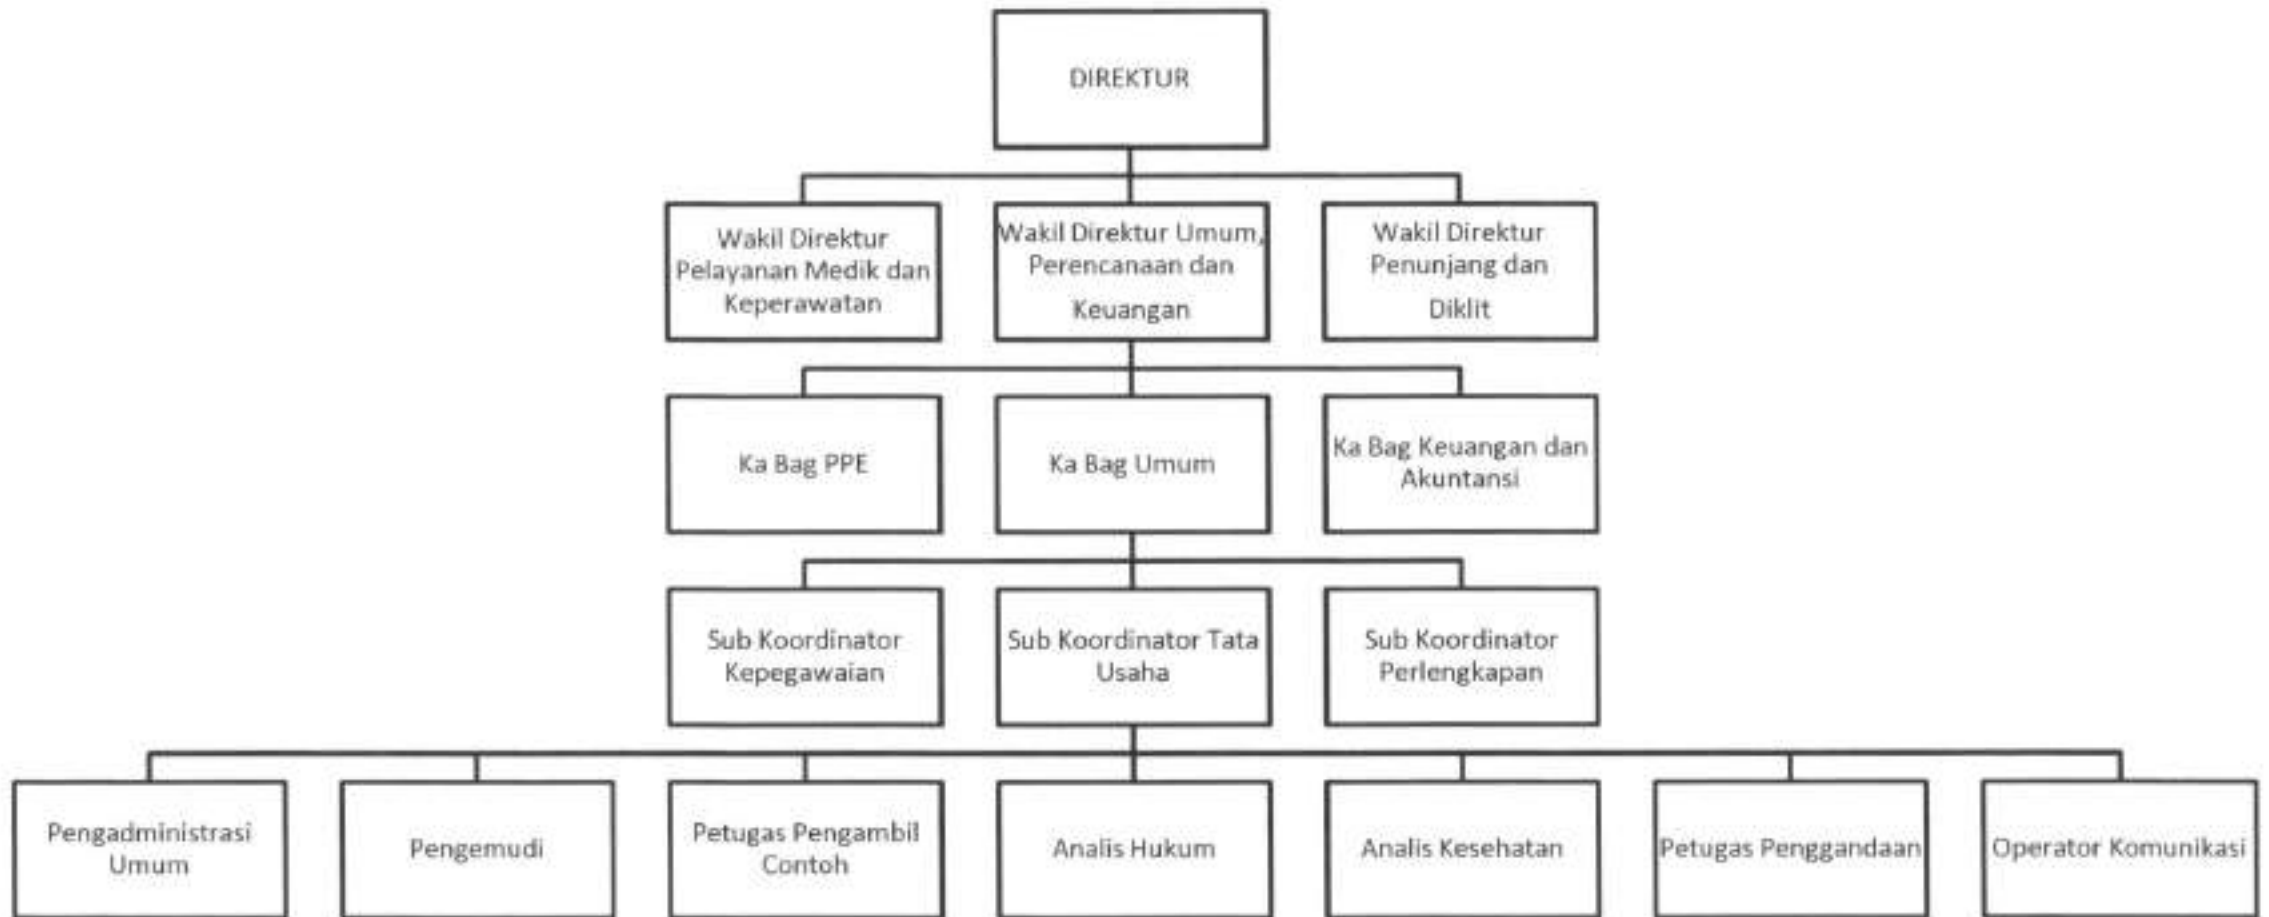 DIREKTUR
Wakil Direktur
Pelayanan Medik dan
Keperawatan
Wakil Direktur Umum,
Perencanaan dan
Keuangan
Wakil Direktur
Penunjang dan
Diklit
Ka Bag PPE
Ka Bag Umum
Ka Bag Keuangan dan
Akuntansi
Sub Koordinator
Kepegawaian
Sub Koordinator Tata
Usaha
Sub Koordinator
Perlengkapan
Pengadministrasi
Umum
Pengemudi
Petugas Pengambil
Contoh
Analis Hukum
Analis Kesehatan
Petugas Penggandaan
Operator Komunikasi